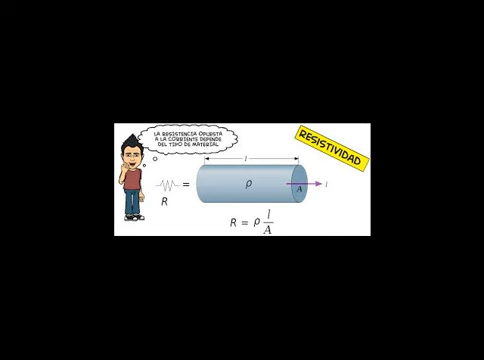 LA RESISTENCIA OPUESTA
A LA CORRIENTE DEPENDE
DEL TIPO DE MATERIAL
RESISTIVIDAD
l
R =
ρ
A
I
R = ρ l/A